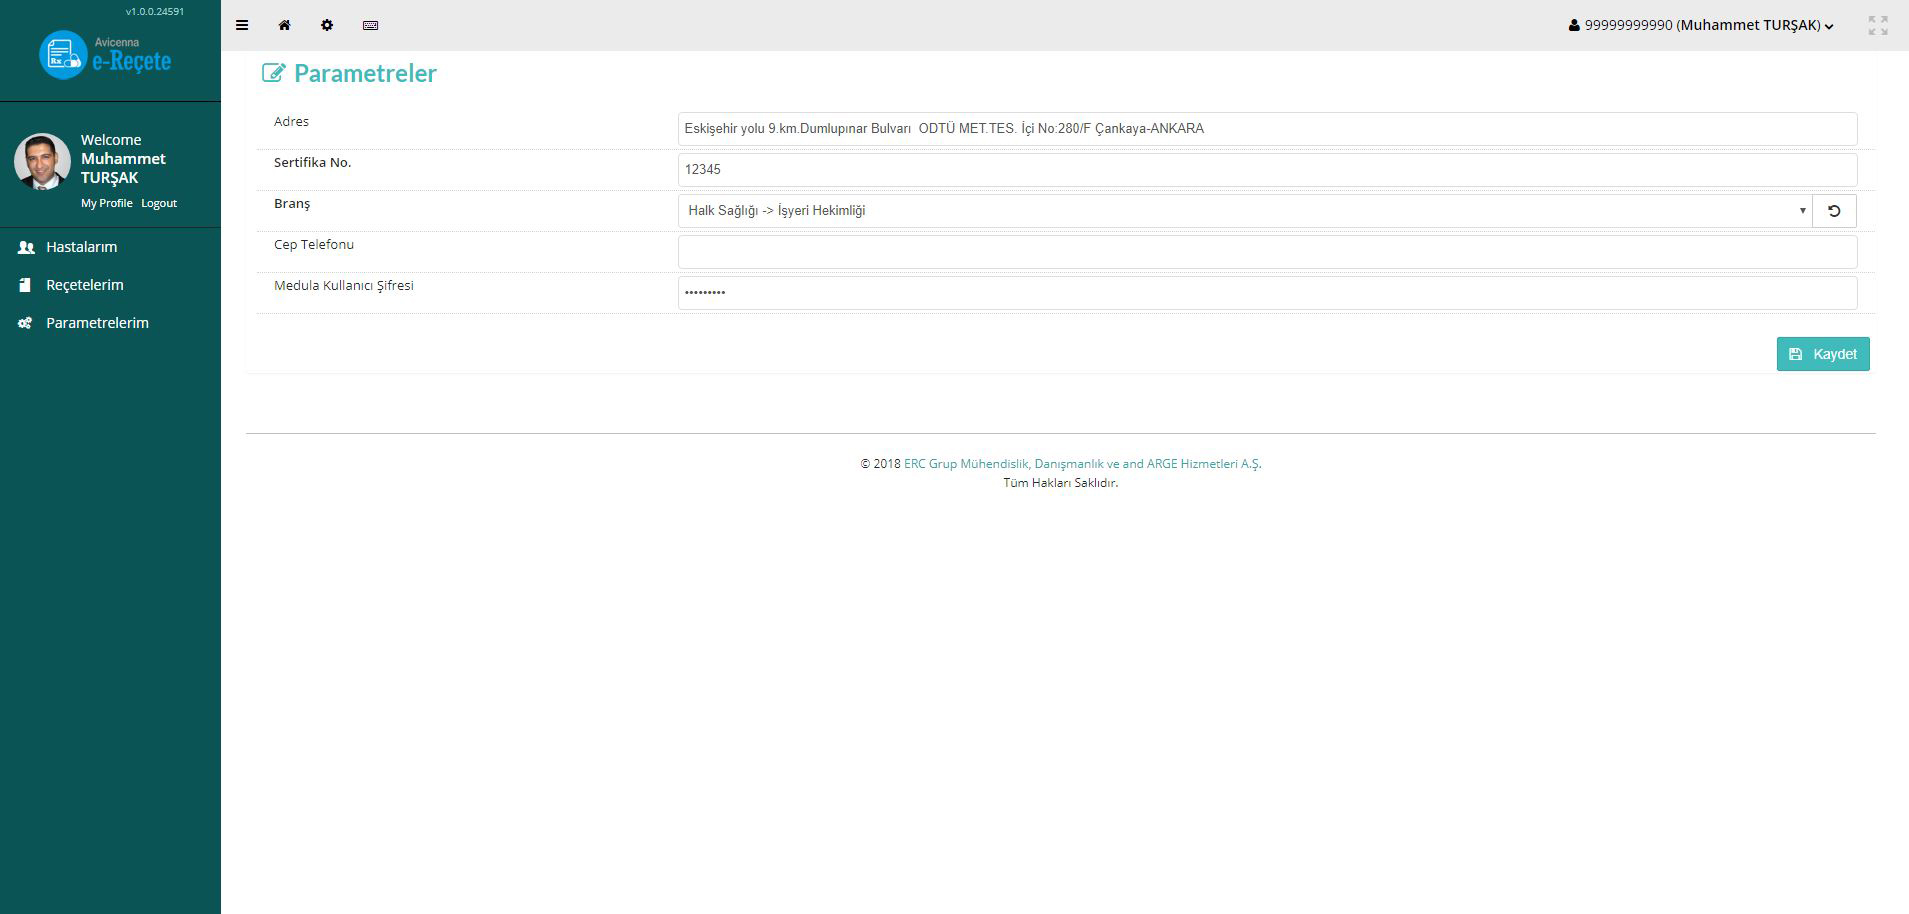 v1.0.0.24591
Avicenna
e-Reçete
Rx
99999999990 (Muhammet TURŞAK)
Welcome
Muhammet
TURŞAK
My Profile Logout
Hastalarım
Reçetelerim
Parametrelerim
Parametreler
Adres
Eskişehir yolu 9.km.Dumlupınar Bulvarı  ODTÜ MET.TES. İçi No:280/F Çankaya-ANKARA
Sertifika No.
12345
Branş
Halk Sağlığı -> İşyeri Hekimliği
Cep Telefonu
Medula Kullanıcı Şifresi
•••••••••
Kaydet
© 2018 ERC Grup Mühendislik, Danışmanlık ve and ARGE Hizmetleri A.Ş.
Tüm Hakları Saklıdır.